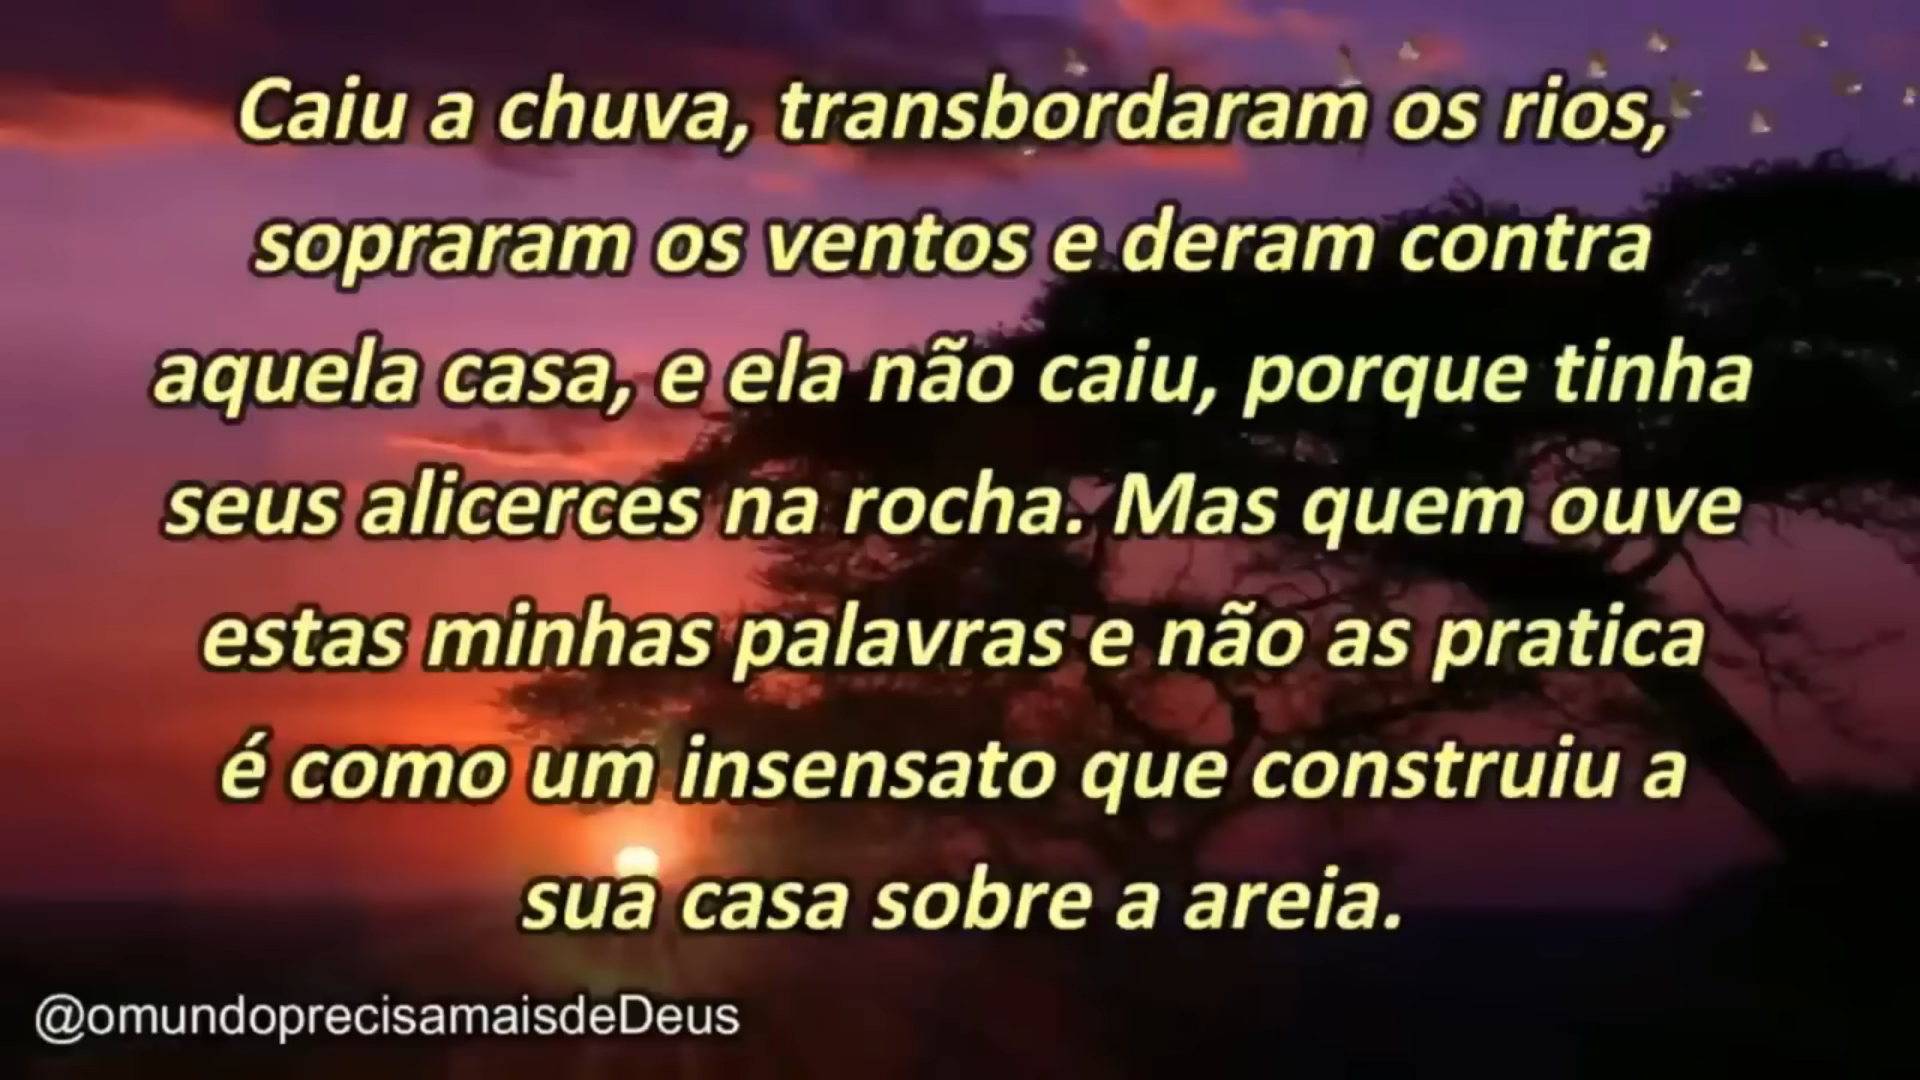 Caiu a chuva, transbordaram os rios,
sopraram os ventos e deram contra
aquela casa, e ela não caiu, porque tinha
seus alicerces na rocha. Mas quem ouve
estas minhas palavras e não as pratica
é como um insensato que construiu a
sua casa sobre a areia.
@omundoprecisamaisdeDeus